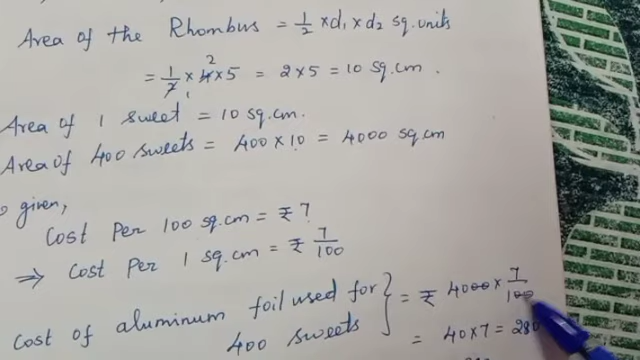 Area of the Rhombus = 1/2 × d₁ × d₂ sq.units
= 1/2 × 4 2 × 5 = 2 × 5 = 10 sq.cm.
1
Area of 1 sweet = 10 sq.cm.
Area of 400 sweets = 400 × 10 = 4000 sq.cm
given,
Cost Per 100 sq.cm = ₹ 7
⇒ Cost Per 1 sq.cm = ₹ 7/100
Cost of aluminum foil used for 400 sweets } = ₹ 4000 × 7/100
= 40 × 7 = 280